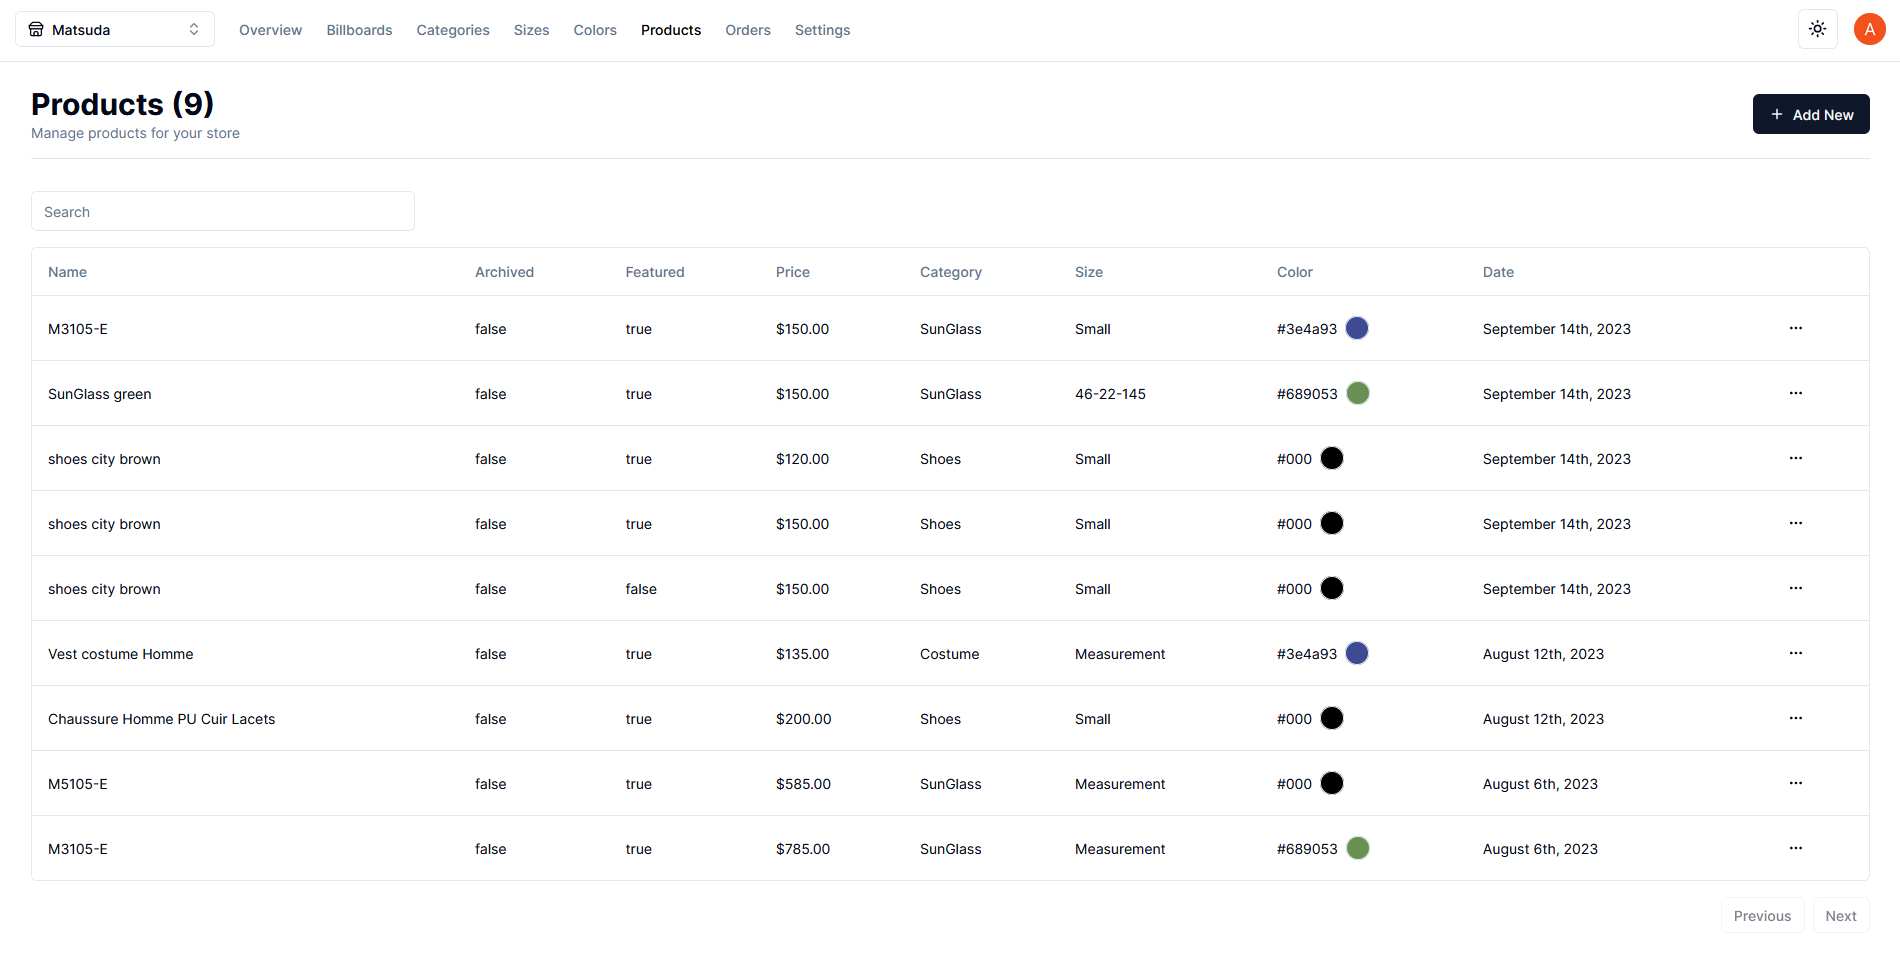 Matsuda Overview Billboards Categories Sizes Colors Products Orders Settings A
Products (9)
Manage products for your store
+ Add New
Search
Name Archived Featured Price Category Size Color Date
M3105-E false true $150.00 SunGlass Small #3e4a93 September 14th, 2023 ...
SunGlass green false true $150.00 SunGlass 46-22-145 #689053 September 14th, 2023 ...
shoes city brown false true $120.00 Shoes Small #000 September 14th, 2023 ...
shoes city brown false true $150.00 Shoes Small #000 September 14th, 2023 ...
shoes city brown false false $150.00 Shoes Small #000 September 14th, 2023 ...
Vest costume Homme false true $135.00 Costume Measurement #3e4a93 August 12th, 2023 ...
Chaussure Homme PU Cuir Lacets false true $200.00 Shoes Small #000 August 12th, 2023 ...
M5105-E false true $585.00 SunGlass Measurement #000 August 6th, 2023 ...
M3105-E false true $785.00 SunGlass Measurement #689053 August 6th, 2023 ...
Previous Next